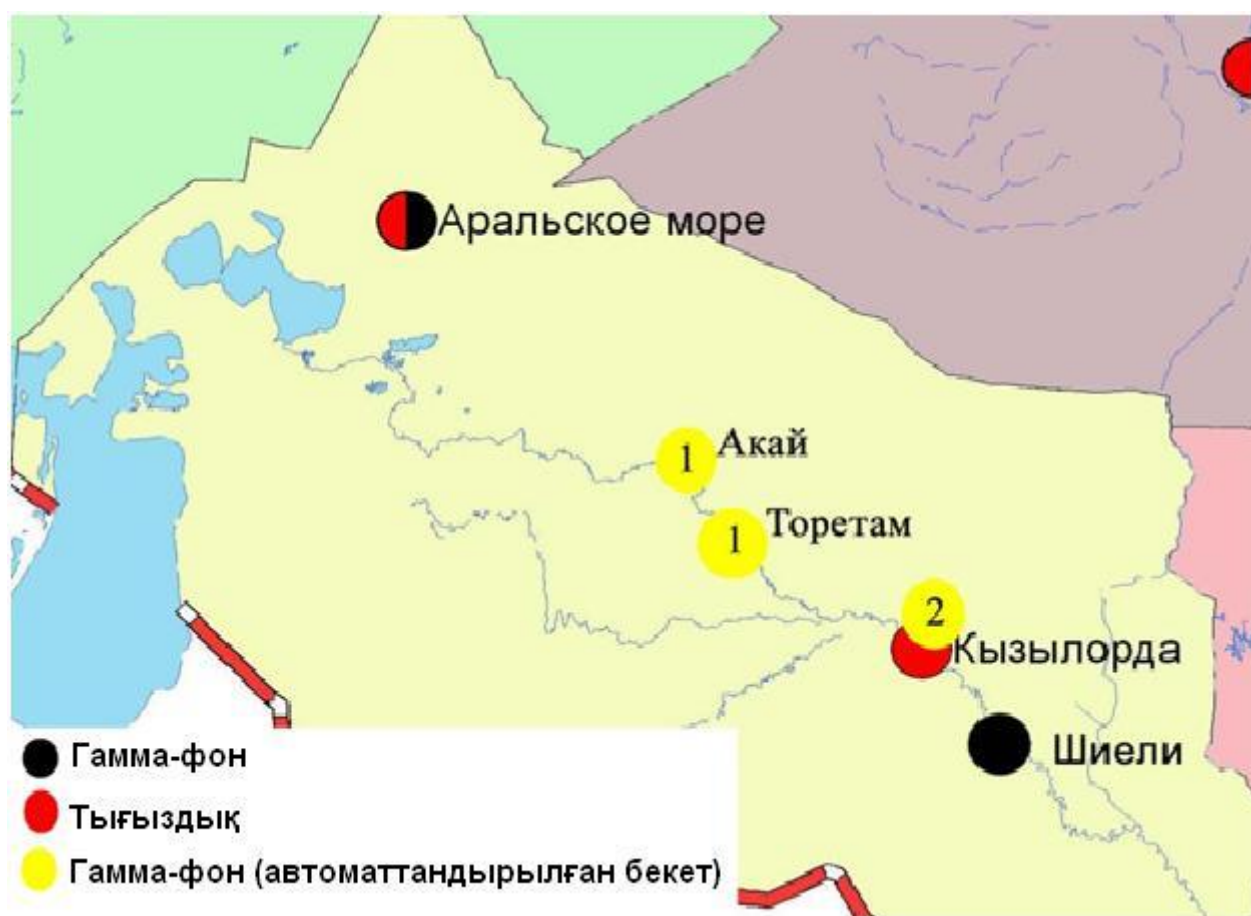 Аральское море
1 Акай
1 Торетам
2
Кызылорда
Шиели
Гамма-фон
Тығыздық
Гамма-фон (автоматтандырылған бекет)